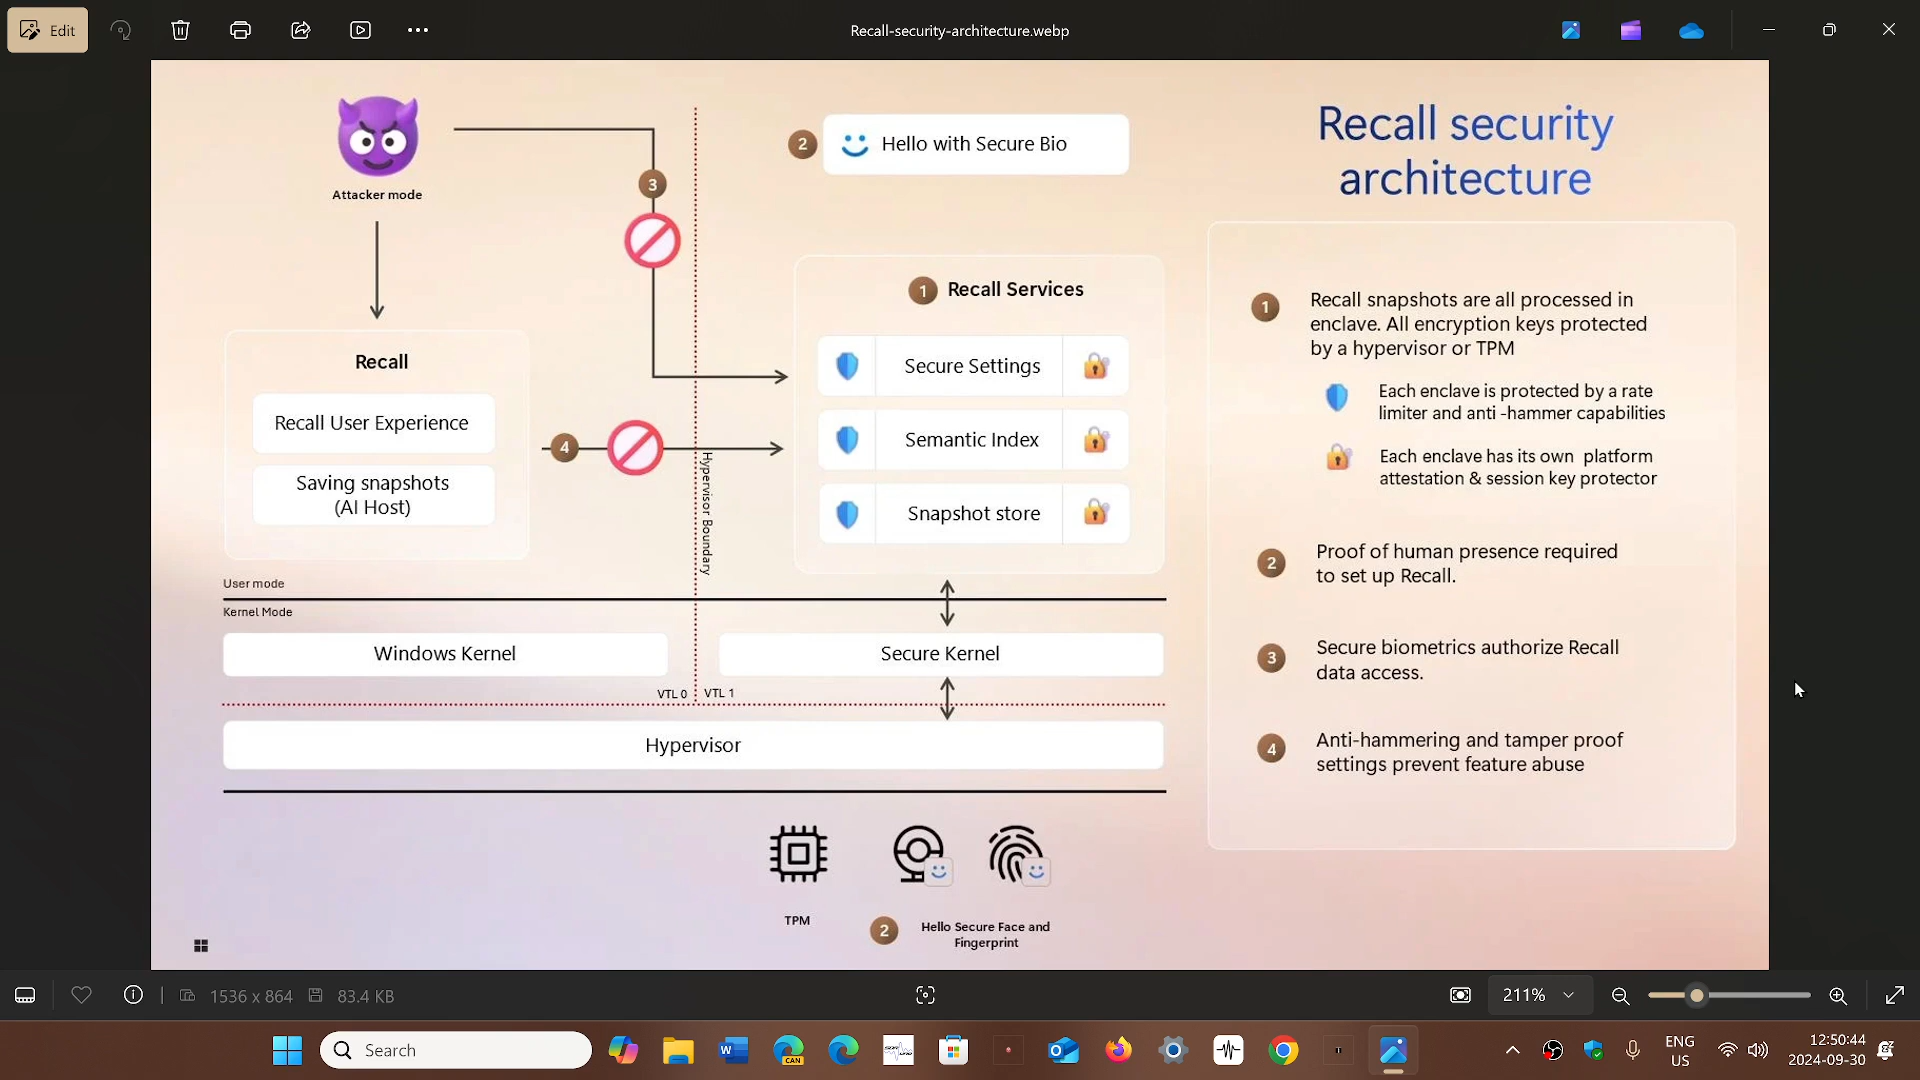 Edit
Recall-security-architecture.webp
Attacker mode
3
2
Hello with Secure Bio
Recall
Recall User Experience
Saving snapshots
(AI Host)
4
Hypervisor Boundary
1 Recall Services
Secure Settings
Semantic Index
Snapshot store
User mode
Kernel Mode
Windows Kernel
Secure Kernel
VTL 0
VTL 1
Hypervisor
TPM
2
Hello Secure Face and
Fingerprint
Recall security
architecture
1
Recall snapshots are all processed in
enclave. All encryption keys protected
by a hypervisor or TPM
Each enclave is protected by a rate
limiter and anti -hammer capabilities
Each enclave has its own platform
attestation & session key protector
2
Proof of human presence required
to set up Recall.
3
Secure biometrics authorize Recall
data access.
4
Anti-hammering and tamper proof
settings prevent feature abuse
1536 x 864
83.4 KB
211%
Search
W
CAN
ENG
US
12:50:44
2024-09-30